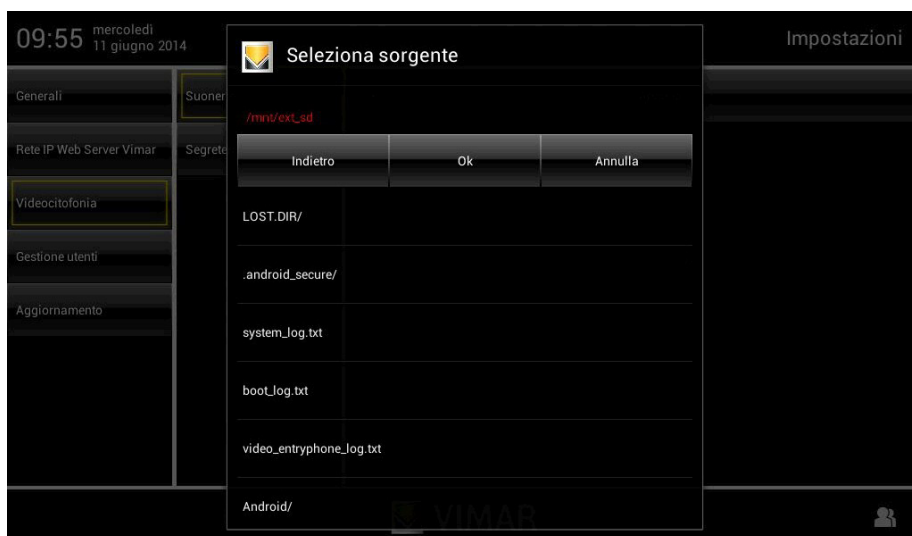 09:55 mercoledì
11 giugno 2014
Impostazioni
Seleziona sorgente
Generali
Suoner
/mnt/ext_sd
Rete IP Web Server Vimar
Segrete
Indietro
Ok
Annulla
Videocitofonia
LOST.DIR/
Gestione utenti
.android_secure/
Aggiornamento
system_log.txt
boot_log.txt
video_entryphone_log.txt
Android/
VIMAR